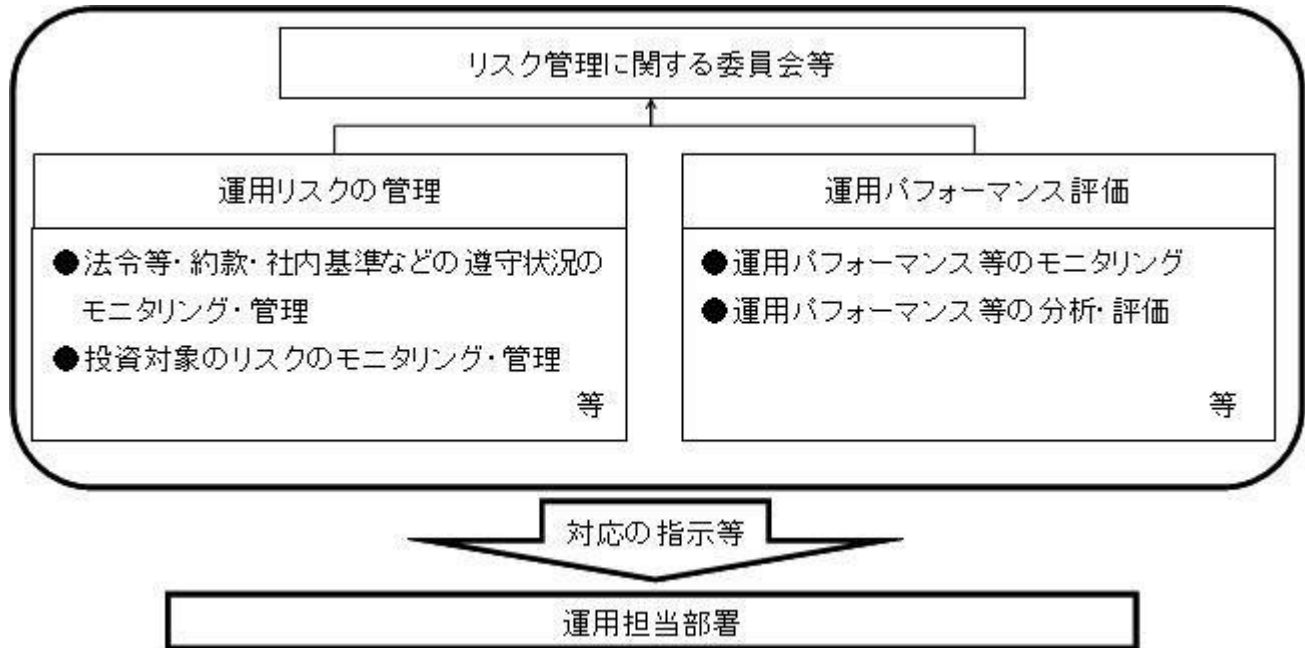 リスク管理に関する委員会等
運用リスクの管理
●法令等・約款・社内基準などの遵守状況の
モニタリング・管理
●投資対象のリスクのモニタリング・管理
等
運用パフォーマンス評価
●運用パフォーマンス等のモニタリング
●運用パフォーマンス等の分析・評価
等
対応の指示等
運用担当部署